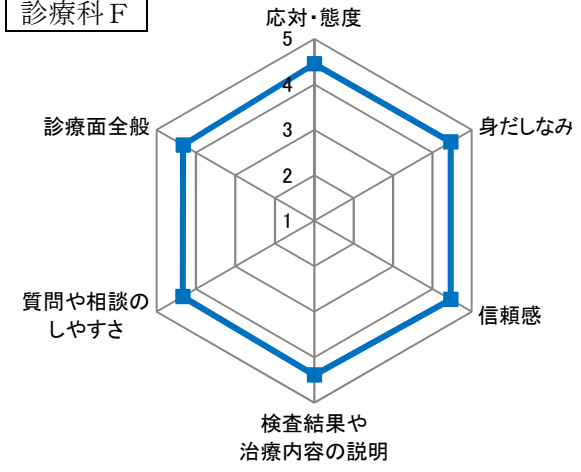 診療科F
応対・態度
5
4
3
2
1
身だしなみ
信頼感
検査結果や
治療内容の説明
質問や相談の
しやすさ
診療面全般